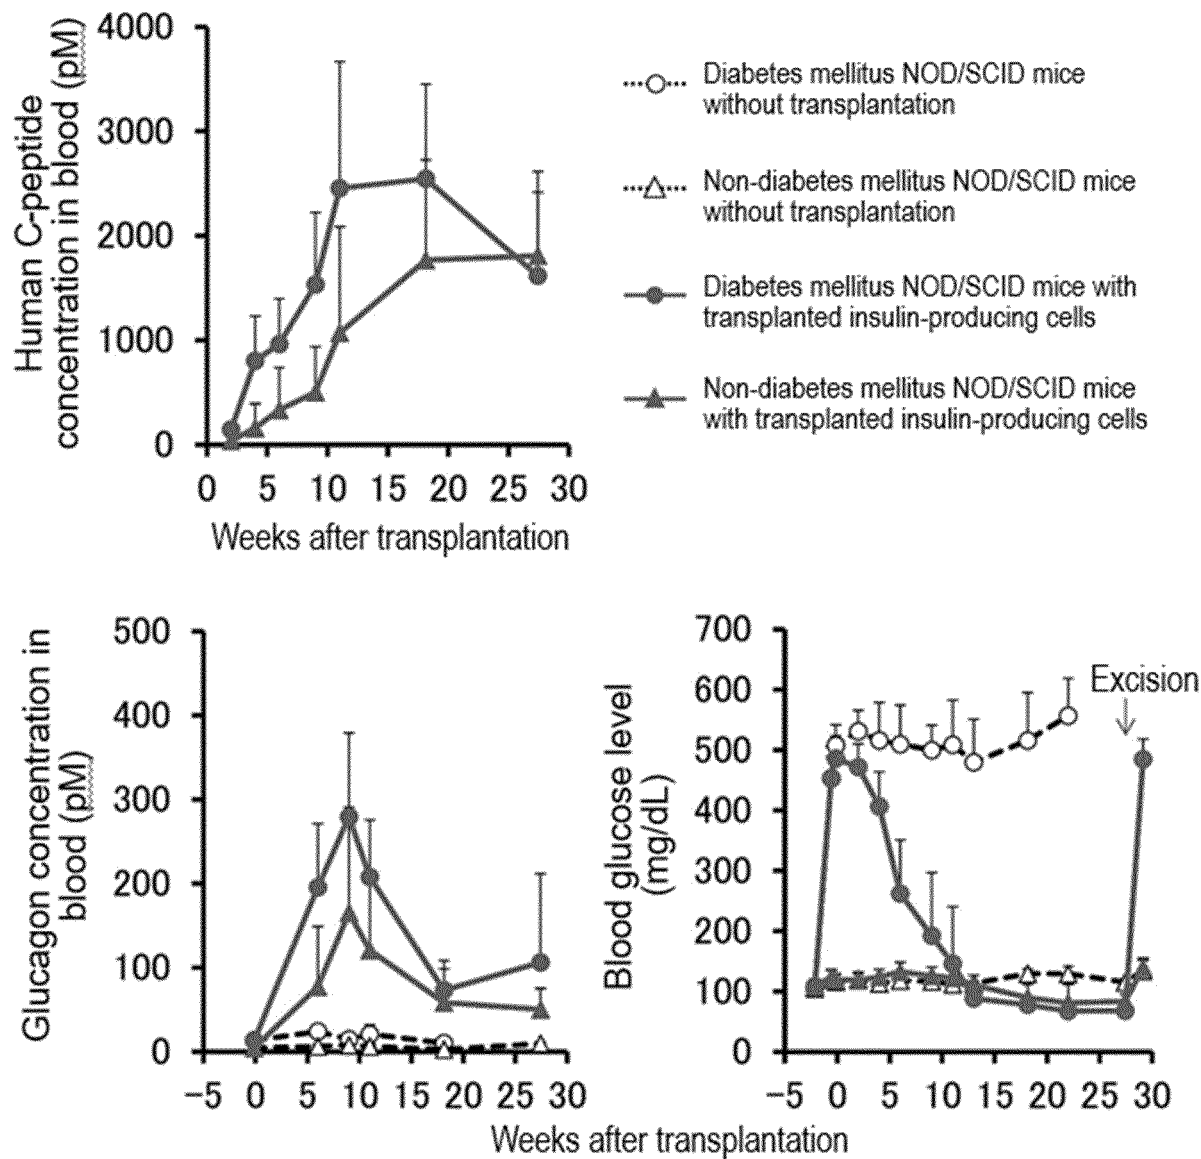 Human C-peptide
concentration in blood (pM)
4000
3000
2000
1000
0
0 5 10 15 20 25 30
Weeks after transplantation
Diabetes mellitus NOD/SCID mice
without transplantation
Non-diabetes mellitus NOD/SCID mice
without transplantation
Diabetes mellitus NOD/SCID mice with
transplanted insulin-producing cells
Non-diabetes mellitus NOD/SCID mice
with transplanted insulin-producing cells
Glucagon concentration in
blood (pM)
500
400
300
200
100
0
-5 0 5 10 15 20 25 30
Blood glucose level
(mg/dL)
700
600
500
400
300
200
100
0
Excision
-5 0 5 10 15 20 25 30
Weeks after transplantation